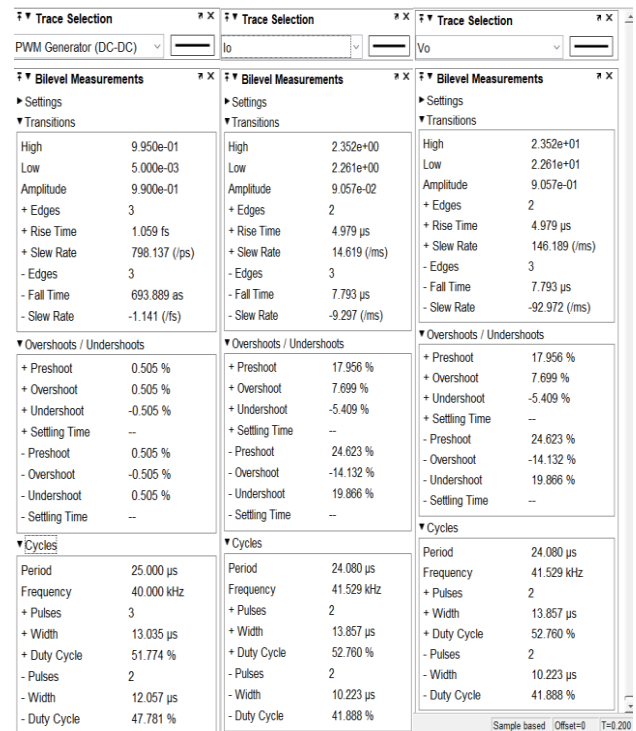 Trace Selection
PWM Generator (DC-DC)
Bilevel Measurements
Settings
Transitions
High 9.950e-01
Low 5.000e-03
Amplitude 9.900e-01
+ Edges 3
+ Rise Time 1.059 fs
+ Slew Rate 798.137 (/ps)
- Edges 3
- Fall Time 693.889 as
- Slew Rate -1.141 (/fs)
Overshoots / Undershoots
+ Preshoot 0.505 %
+ Overshoot 0.505 %
+ Undershoot -0.505 %
+ Settling Time --
- Preshoot 0.505 %
- Overshoot -0.505 %
- Undershoot 0.505 %
- Settling Time --
Cycles
Period 25.000 µs
Frequency 40.000 kHz
+ Pulses 3
+ Width 13.035 µs
+ Duty Cycle 51.774 %
- Pulses 2
- Width 12.057 µs
- Duty Cycle 47.781 %
Trace Selection
Io
Bilevel Measurements
Settings
Transitions
High 2.352e+00
Low 2.261e+00
Amplitude 9.057e-02
+ Edges 2
+ Rise Time 4.979 µs
+ Slew Rate 14.619 (/ms)
- Edges 3
- Fall Time 7.793 µs
- Slew Rate -9.297 (/ms)
Overshoots / Undershoots
+ Preshoot 17.956 %
+ Overshoot 7.699 %
+ Undershoot -5.409 %
+ Settling Time --
- Preshoot 24.623 %
- Overshoot -14.132 %
- Undershoot 19.866 %
- Settling Time --
Cycles
Period 24.080 µs
Frequency 41.529 kHz
+ Pulses 2
+ Width 13.857 µs
+ Duty Cycle 52.760 %
- Pulses 2
- Width 10.223 µs
- Duty Cycle 41.888 %
Trace Selection
Vo
Bilevel Measurements
Settings
Transitions
High 2.352e+01
Low 2.261e+01
Amplitude 9.057e-01
+ Edges 2
+ Rise Time 4.979 µs
+ Slew Rate 146.189 (/ms)
- Edges 3
- Fall Time 7.793 µs
- Slew Rate -92.972 (/ms)
Overshoots / Undershoots
+ Preshoot 17.956 %
+ Overshoot 7.699 %
+ Undershoot -5.409 %
+ Settling Time --
- Preshoot 24.623 %
- Overshoot -14.132 %
- Undershoot 19.866 %
- Settling Time --
Cycles
Period 24.080 µs
Frequency 41.529 kHz
+ Pulses 2
+ Width 13.857 µs
+ Duty Cycle 52.760 %
- Pulses 2
- Width 10.223 µs
- Duty Cycle 41.888 %
Sample based Offset=0 T=0.200